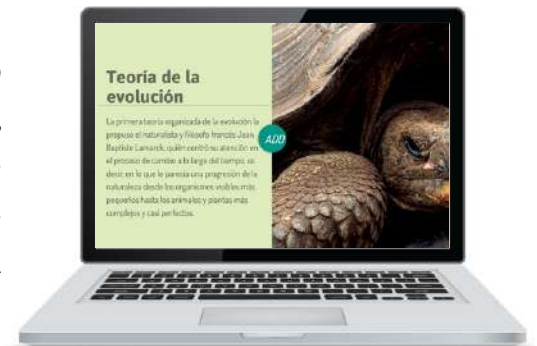 Teoría de la
evolución
La primera teoría organizada de la evolución la
propuso el naturalista y filósofo francés Jean
Baptiste Lamarck, quién centró su atención en
el proceso de cambio a lo largo del tiempo, es
decir, en lo que le parecía una progresión de la
naturaleza desde los organismos visibles más
pequeños hasta los animales y plantas más
complejos y casi perfectos.
ADD